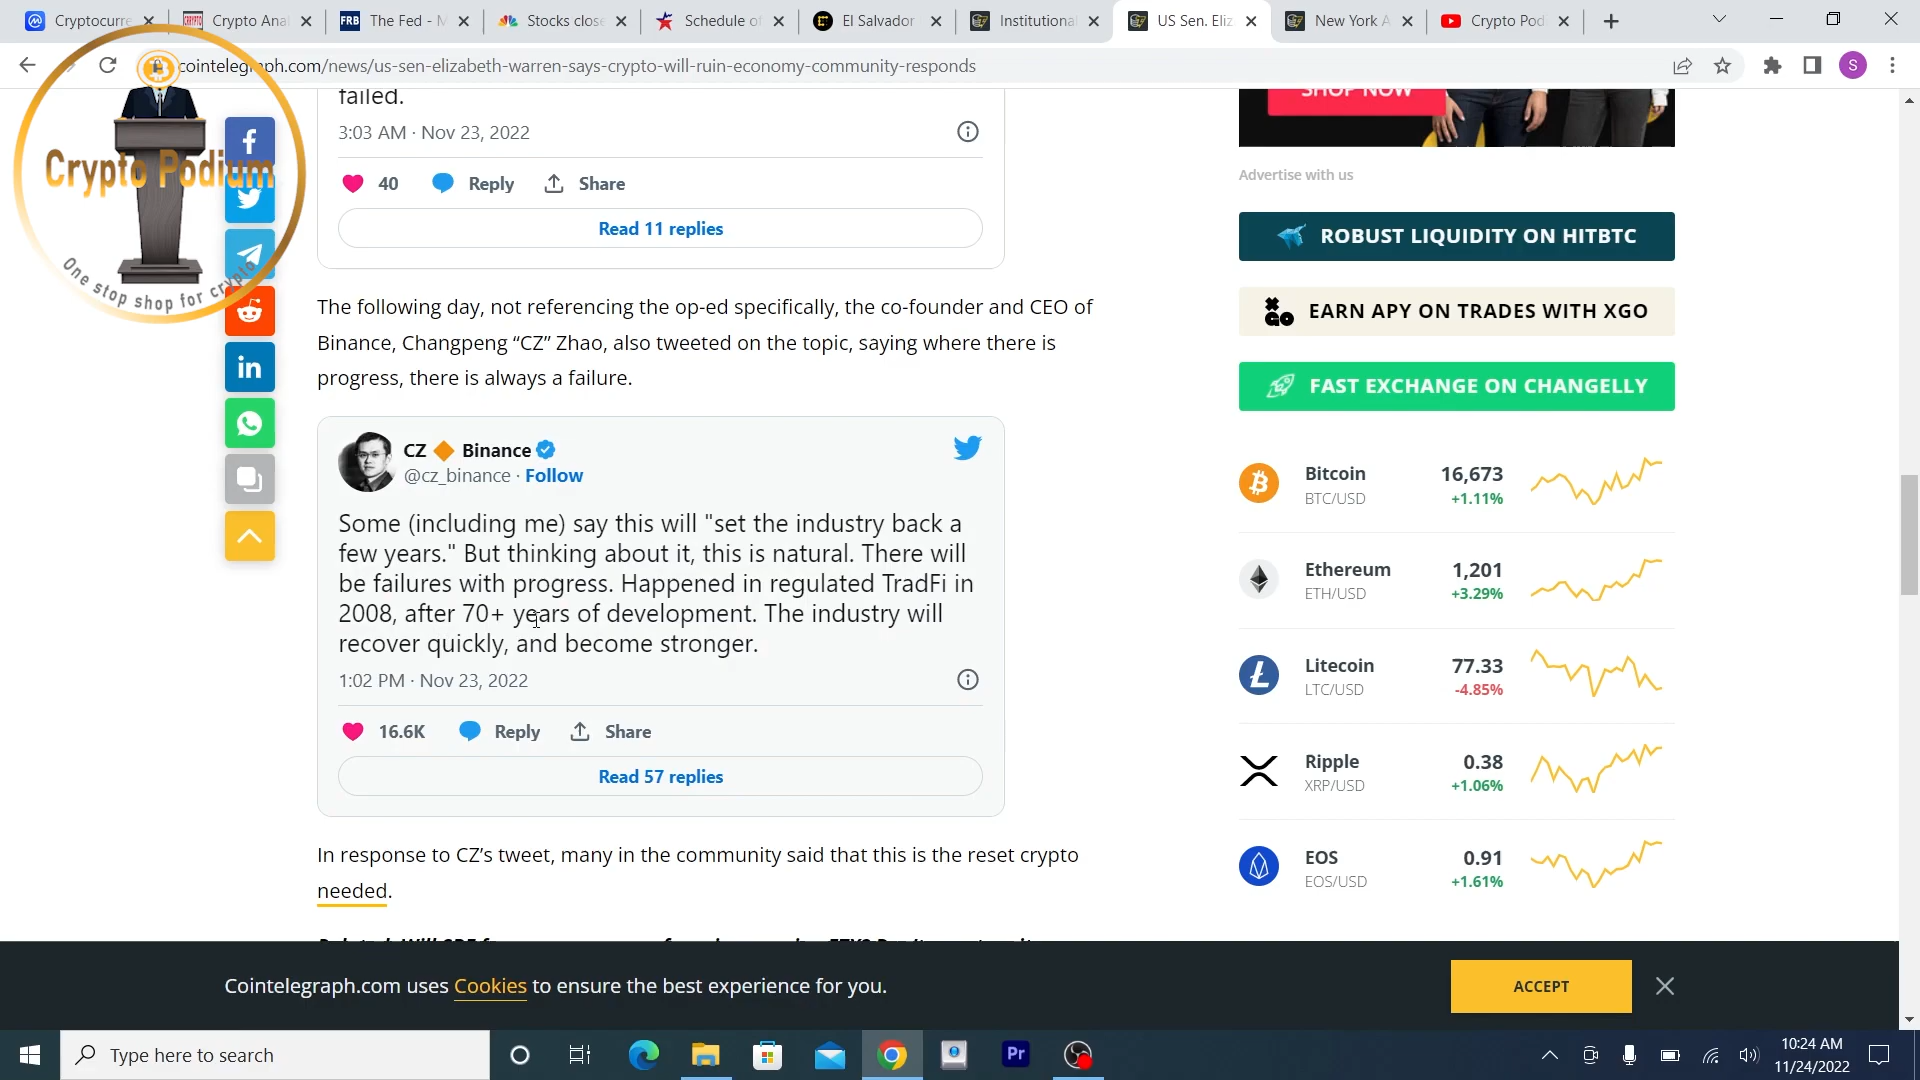 Cryptocurre
Crypto Anal
FRB The Fed - M
Stocks close
Schedule of
El Salvador
Institutional
US Sen. Eliz
New York A
Crypto Pod
cointelegraph.com/news/us-sen-elizabeth-warren-says-crypto-will-ruin-economy-community-responds
S
Crypto Podium
One stop shop for crypto
failed.
3:03 AM · Nov 23, 2022
40 Reply Share
Read 11 replies
The following day, not referencing the op-ed specifically, the co-founder and CEO of
Binance, Changpeng “CZ” Zhao, also tweeted on the topic, saying where there is
progress, there is always a failure.
CZ 🔶 Binance
@cz_binance · Follow
Some (including me) say this will "set the industry back a
few years." But thinking about it, this is natural. There will
be failures with progress. Happened in regulated TradFi in
2008, after 70+ years of development. The industry will
recover quickly, and become stronger.
1:02 PM · Nov 23, 2022
16.6K Reply Share
Read 57 replies
In response to CZ’s tweet, many in the community said that this is the reset crypto
needed.
SHOP NOW
Advertise with us
ROBUST LIQUIDITY ON HITBTC
EARN APY ON TRADES WITH XGO
FAST EXCHANGE ON CHANGELLY
Bitcoin 16,673
BTC/USD +1.11%
Ethereum 1,201
ETH/USD +3.29%
Litecoin 77.33
LTC/USD -4.85%
Ripple 0.38
XRP/USD +1.06%
EOS 0.91
EOS/USD +1.61%
Cointelegraph.com uses Cookies to ensure the best experience for you.
ACCEPT
Type here to search
Pr
10:24 AM
11/24/2022